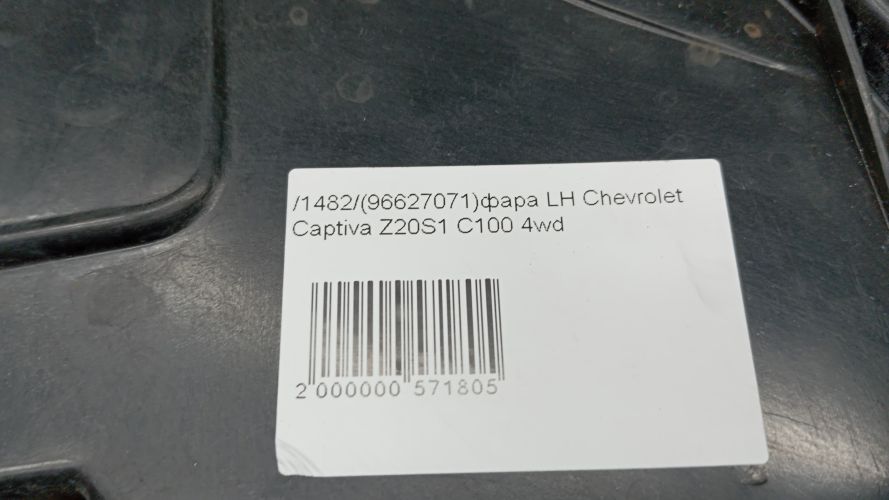 /1482/(96627071)фара LH Chevrolet
Captiva Z20S1 C100 4wd
2 000000 571805